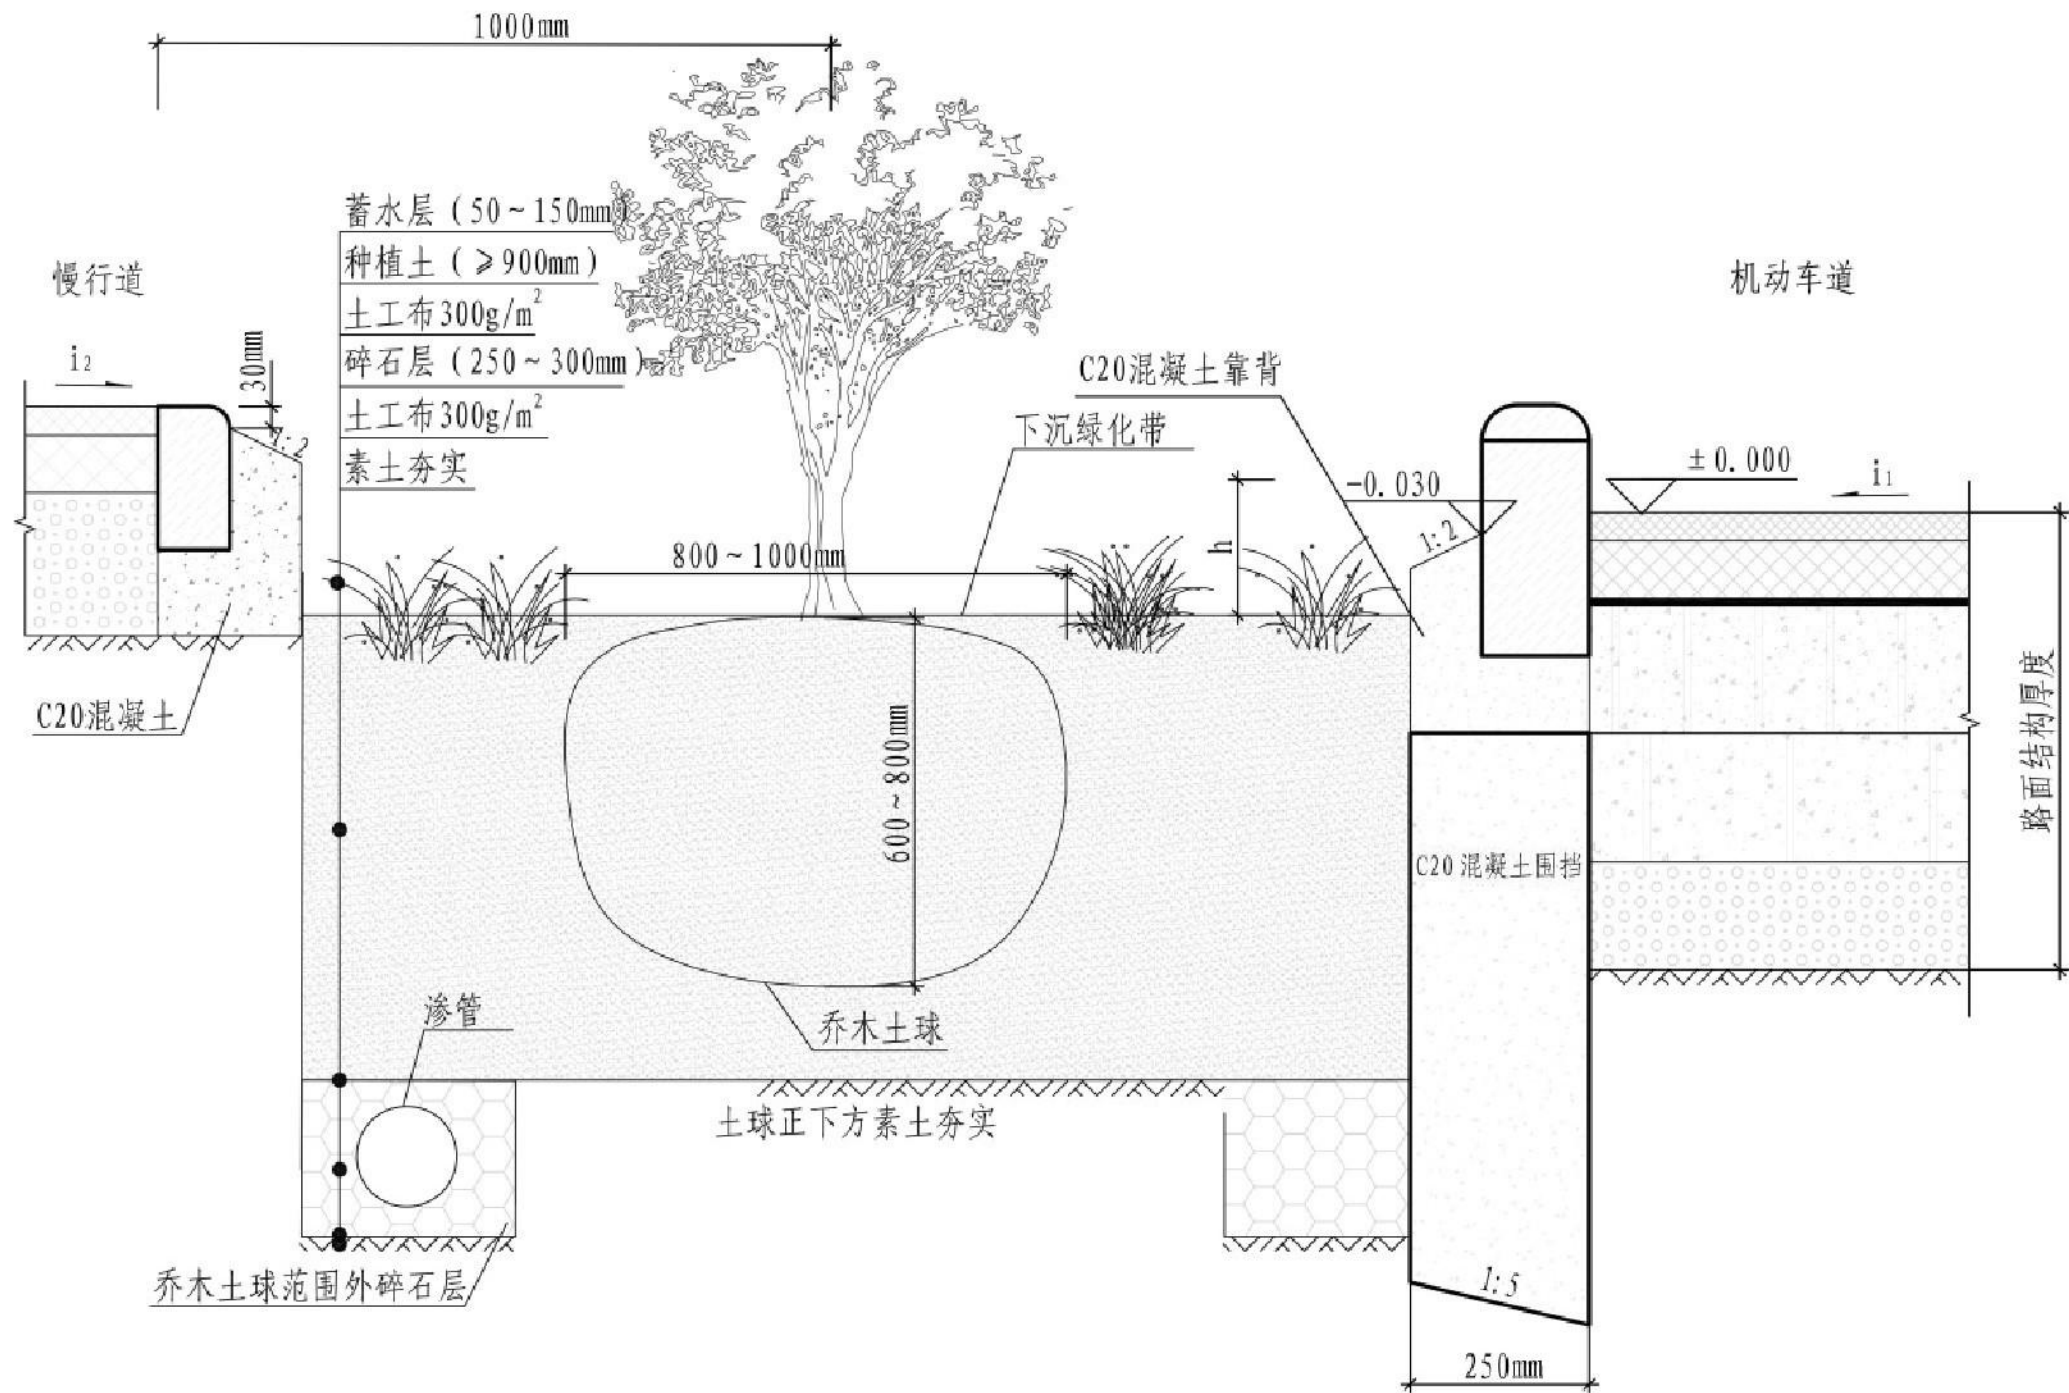 1000mm
蓄水层（50~150mm）
种植土（≥900mm）
土工布300g/m²
碎石层（250~300mm）
土工布300g/m²
素土夯实
慢行道
i₂
30mm
1:2
机动车道
C20混凝土靠背
下沉绿化带
±0.000
-0.030
i₁
1:2
h
800~1000mm
C20混凝土
600~800mm
路面结构厚度
C20混凝土围挡
渗管
乔木土球
土球正下方素土夯实
乔木土球范围外碎石层
1:5
250mm